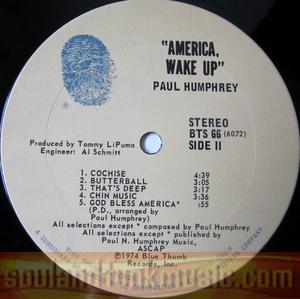 "AMERICA,
WAKE UP"
PAUL HUMPHREY
STEREO
BTS 66 (6072)
SIDE II
Produced by Tommy LiPuma
Engineer: Al Schmitt
1- COCHISE 4:39
2- BUTTERBALL 3:05
3- THAT'S DEEP 3:17
4- CHIN MUSIC 3:36
5- GOD BLESS AMERICA* :55
(P.D., arranged by
Paul Humphrey)
All selections except * composed by Paul Humphrey
All selections except * published by
Paul N. Humphrey Music,
ASCAP
℗1974 Blue Thumb
Records, Inc.